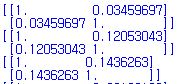 [[1.         0.03459697]
[0.03459697 1.        ]]
[[1.         0.12053043]
[0.12053043 1.        ]]
[[1.        0.1436263]
[0.1436263 1.       ]]